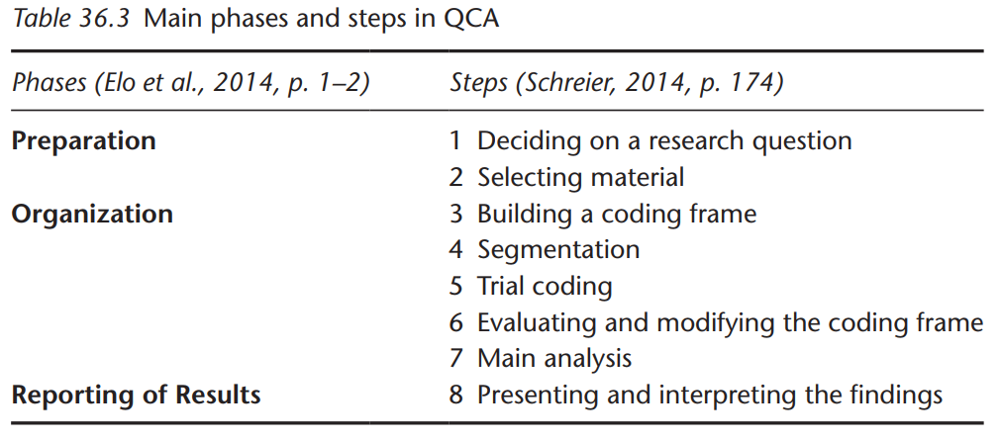 Table 36.3 Main phases and steps in QCA
Phases (Elo et al., 2014, p. 1–2) Steps (Schreier, 2014, p. 174)
Preparation 1 Deciding on a research question
2 Selecting material
Organization 3 Building a coding frame
4 Segmentation
5 Trial coding
6 Evaluating and modifying the coding frame
7 Main analysis
Reporting of Results 8 Presenting and interpreting the findings